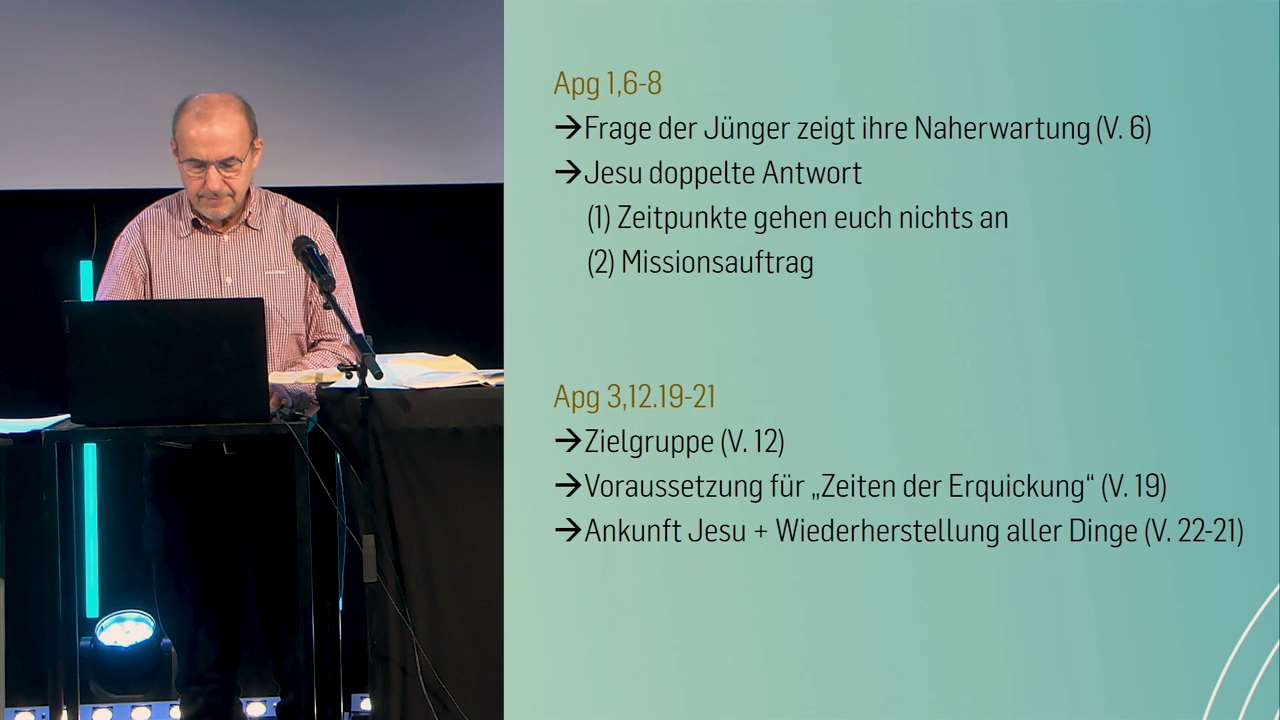 Apg 1,6-8
→Frage der Jünger zeigt ihre Naherwartung (V. 6)
→Jesu doppelte Antwort
(1) Zeitpunkte gehen euch nichts an
(2) Missionsauftrag
Apg 3,12.19-21
→Zielgruppe (V. 12)
→Voraussetzung für „Zeiten der Erquickung“ (V. 19)
→Ankunft Jesu + Wiederherstellung aller Dinge (V. 22-21)